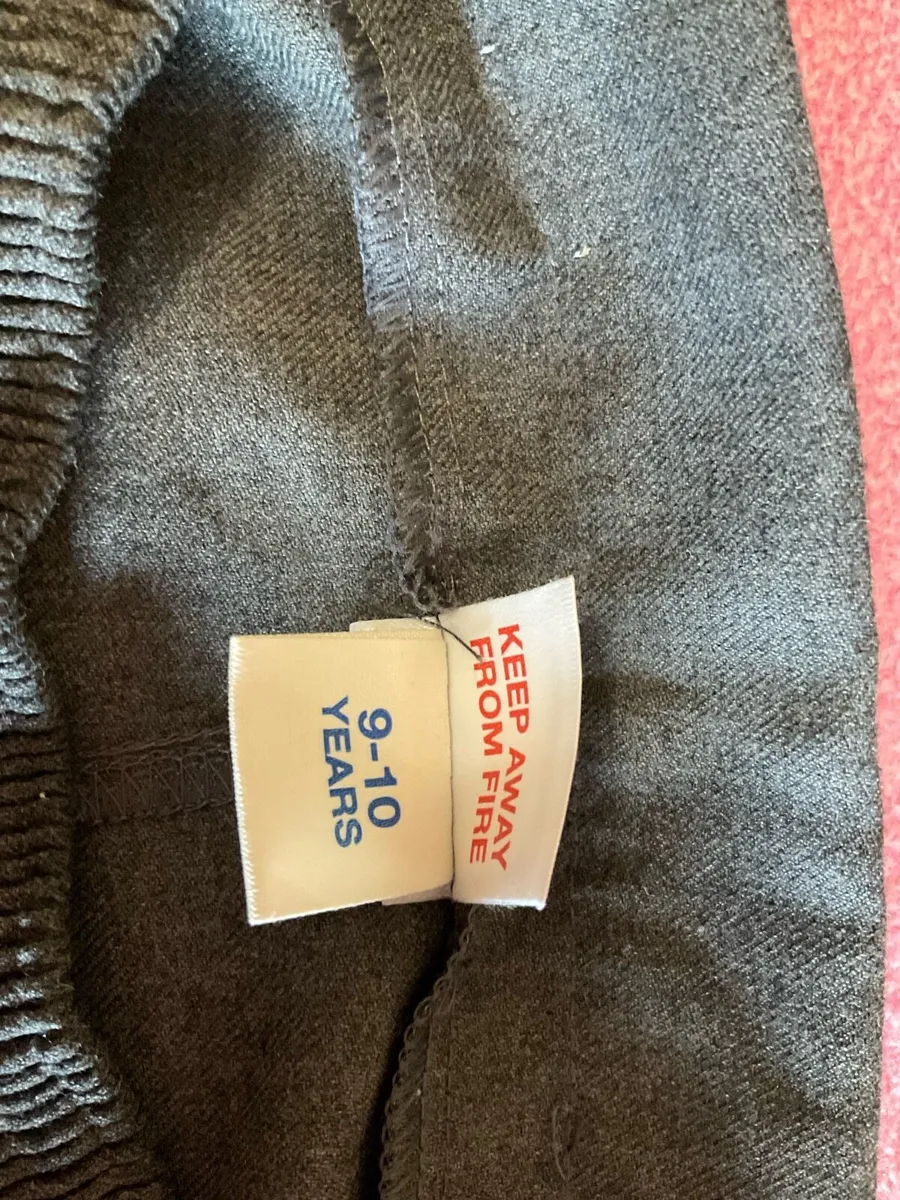 9-10
YEARS
KEEP AWAY
FROM FIRE